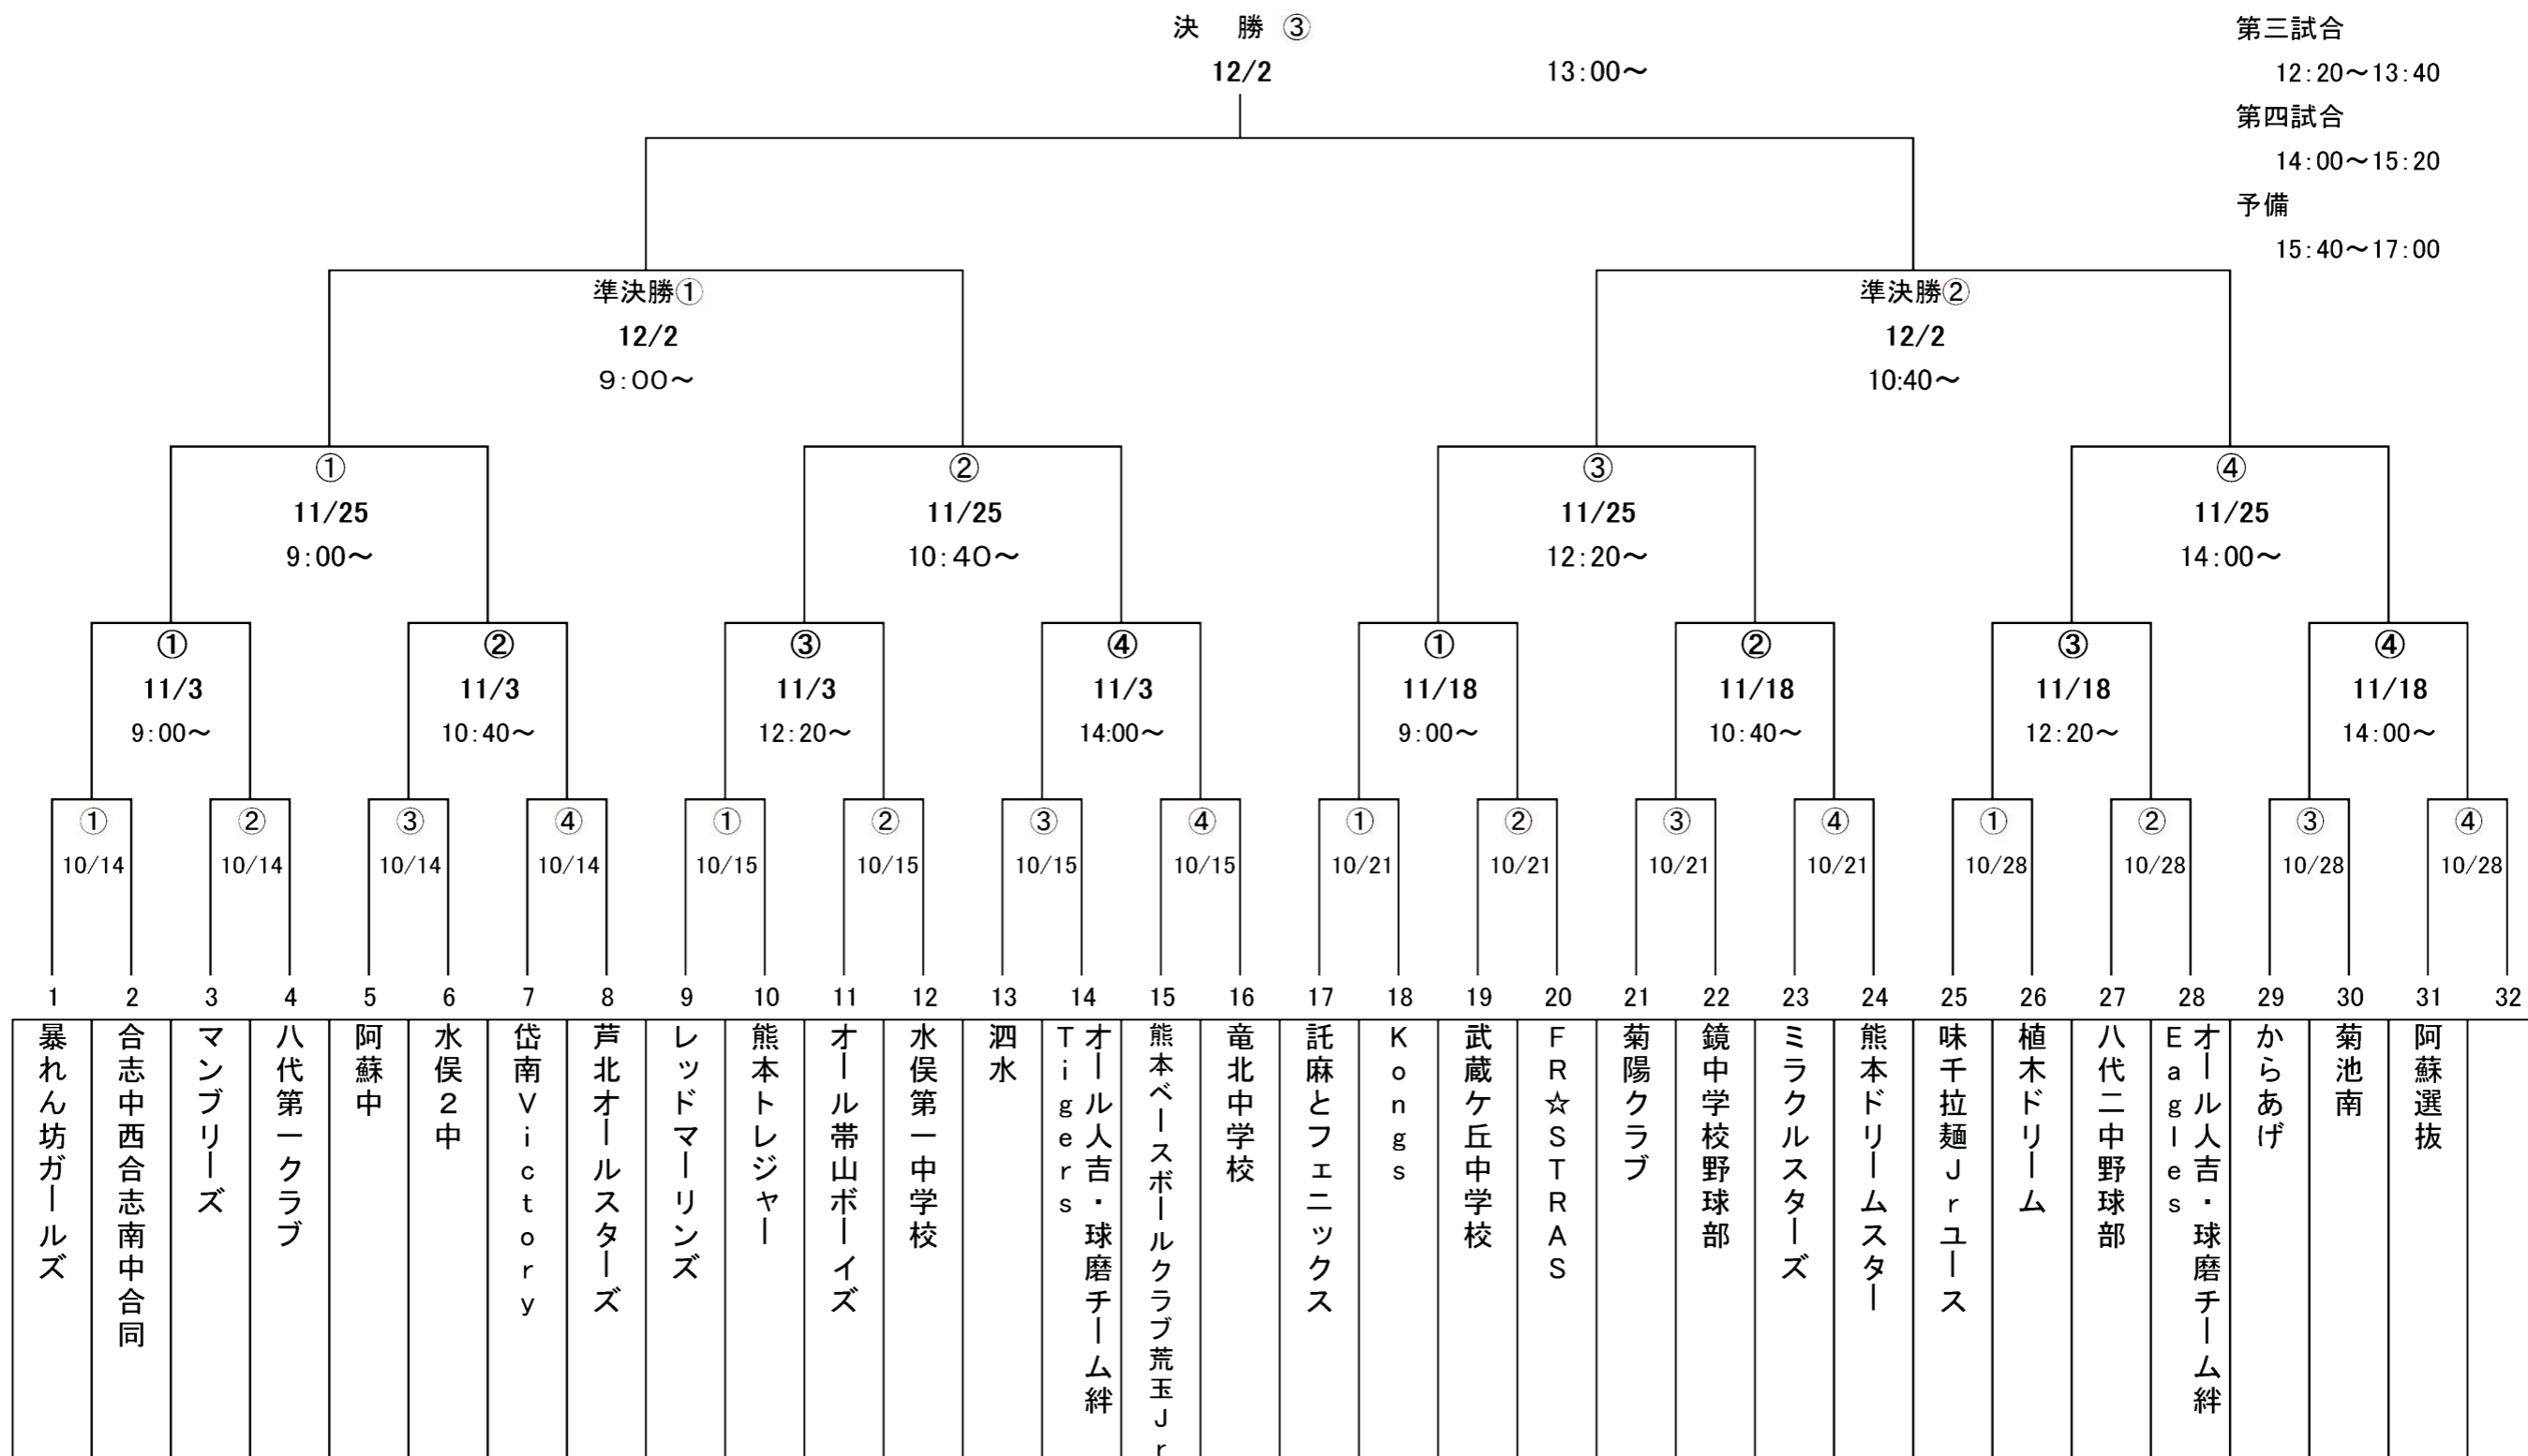 決 勝 ③
12/2 13:00～
第三試合
12:20～13:40
第四試合
14:00～15:20
予備
15:40～17:00
準決勝①
12/2
9:00～
準決勝②
12/2
10:40～
①
11/25
9:00～
②
11/25
10:40～
③
11/25
12:20～
④
11/25
14:00～
①
11/3
9:00～
②
11/3
10:40～
③
11/3
12:20～
④
11/3
14:00～
①
11/18
9:00～
②
11/18
10:40～
③
11/18
12:20～
④
11/18
14:00～
①
10/14
②
10/14
③
10/14
④
10/14
①
10/15
②
10/15
③
10/15
④
10/15
①
10/21
②
10/21
③
10/21
④
10/21
①
10/28
②
10/28
③
10/28
④
10/28
1
暴れん坊ガールズ
2
合志中西合志南中合同
3
マンブリーズ
4
八代第一クラブ
5
阿蘇中
6
水俣２中
7
岱南Victory
8
芦北オールスターズ
9
レッドマーリンズ
10
熊本トレジャー
11
オール帯山ボーイズ
12
水俣第一中学校
13
泗水
14
オール人吉・球磨チーム絆
Tigers
15
熊本ベースボールクラブ荒玉Jr
16
竜北中学校
17
託麻とフェニックス
18
Kongs
19
武蔵ケ丘中学校
20
FR☆STRAS
21
菊陽クラブ
22
鏡中学校野球部
23
ミラクルスターズ
24
熊本ドリームスター
25
味千拉麺Jrユース
26
植木ドリーム
27
八代二中野球部
28
オール人吉・球磨チーム絆
Eagles
29
からあげ
30
菊池南
31
阿蘇選抜
32